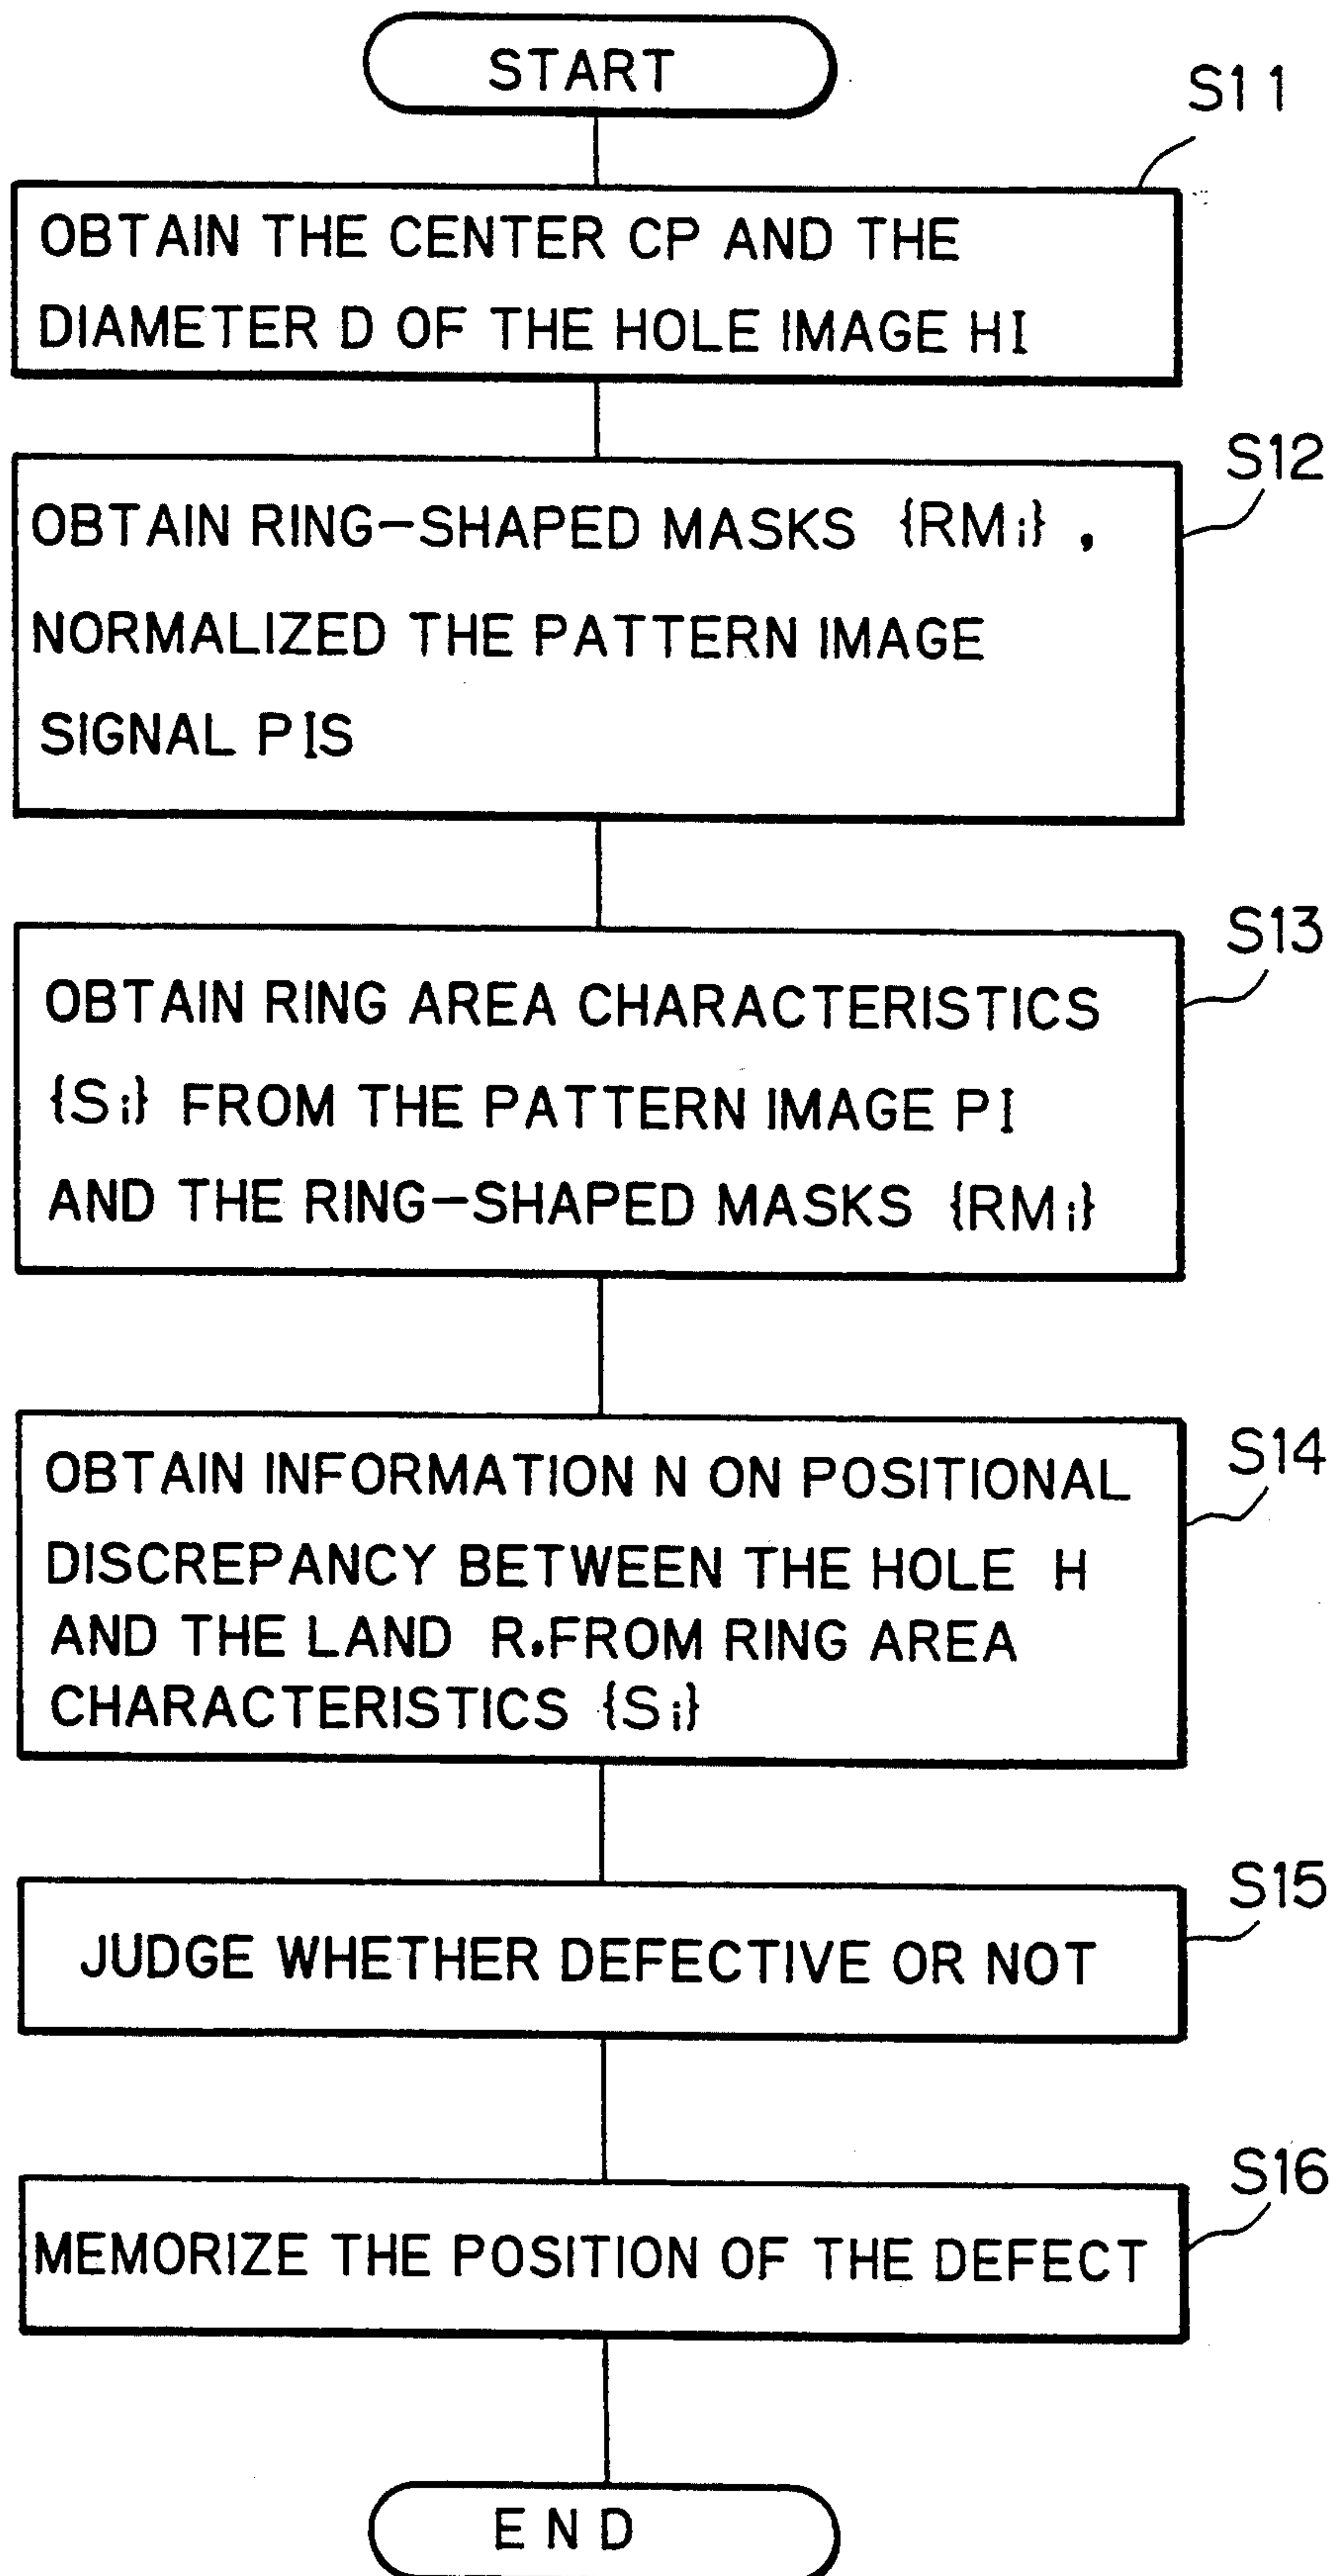 START
S11
OBTAIN THE CENTER CP AND THE
DIAMETER D OF THE HOLE IMAGE HI
S12
OBTAIN RING-SHAPED MASKS {RMi},
NORMALIZED THE PATTERN IMAGE
SIGNAL PIS
S13
OBTAIN RING AREA CHARACTERISTICS
{Si} FROM THE PATTERN IMAGE PI
AND THE RING-SHAPED MASKS {RMi}
S14
OBTAIN INFORMATION N ON POSITIONAL
DISCREPANCY BETWEEN THE HOLE H
AND THE LAND R.FROM RING AREA
CHARACTERISTICS {Si}
S15
JUDGE WHETHER DEFECTIVE OR NOT
S16
MEMORIZE THE POSITION OF THE DEFECT
END